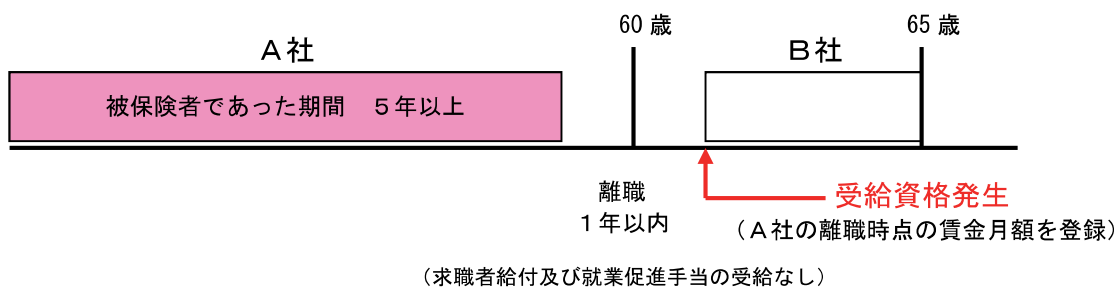 60歳
65歳
Ａ社
Ｂ社
被保険者であった期間　５年以上
離職
１年以内
受給資格発生
（Ａ社の離職時点の賃金月額を登録）
（求職者給付及び就業促進手当の受給なし）